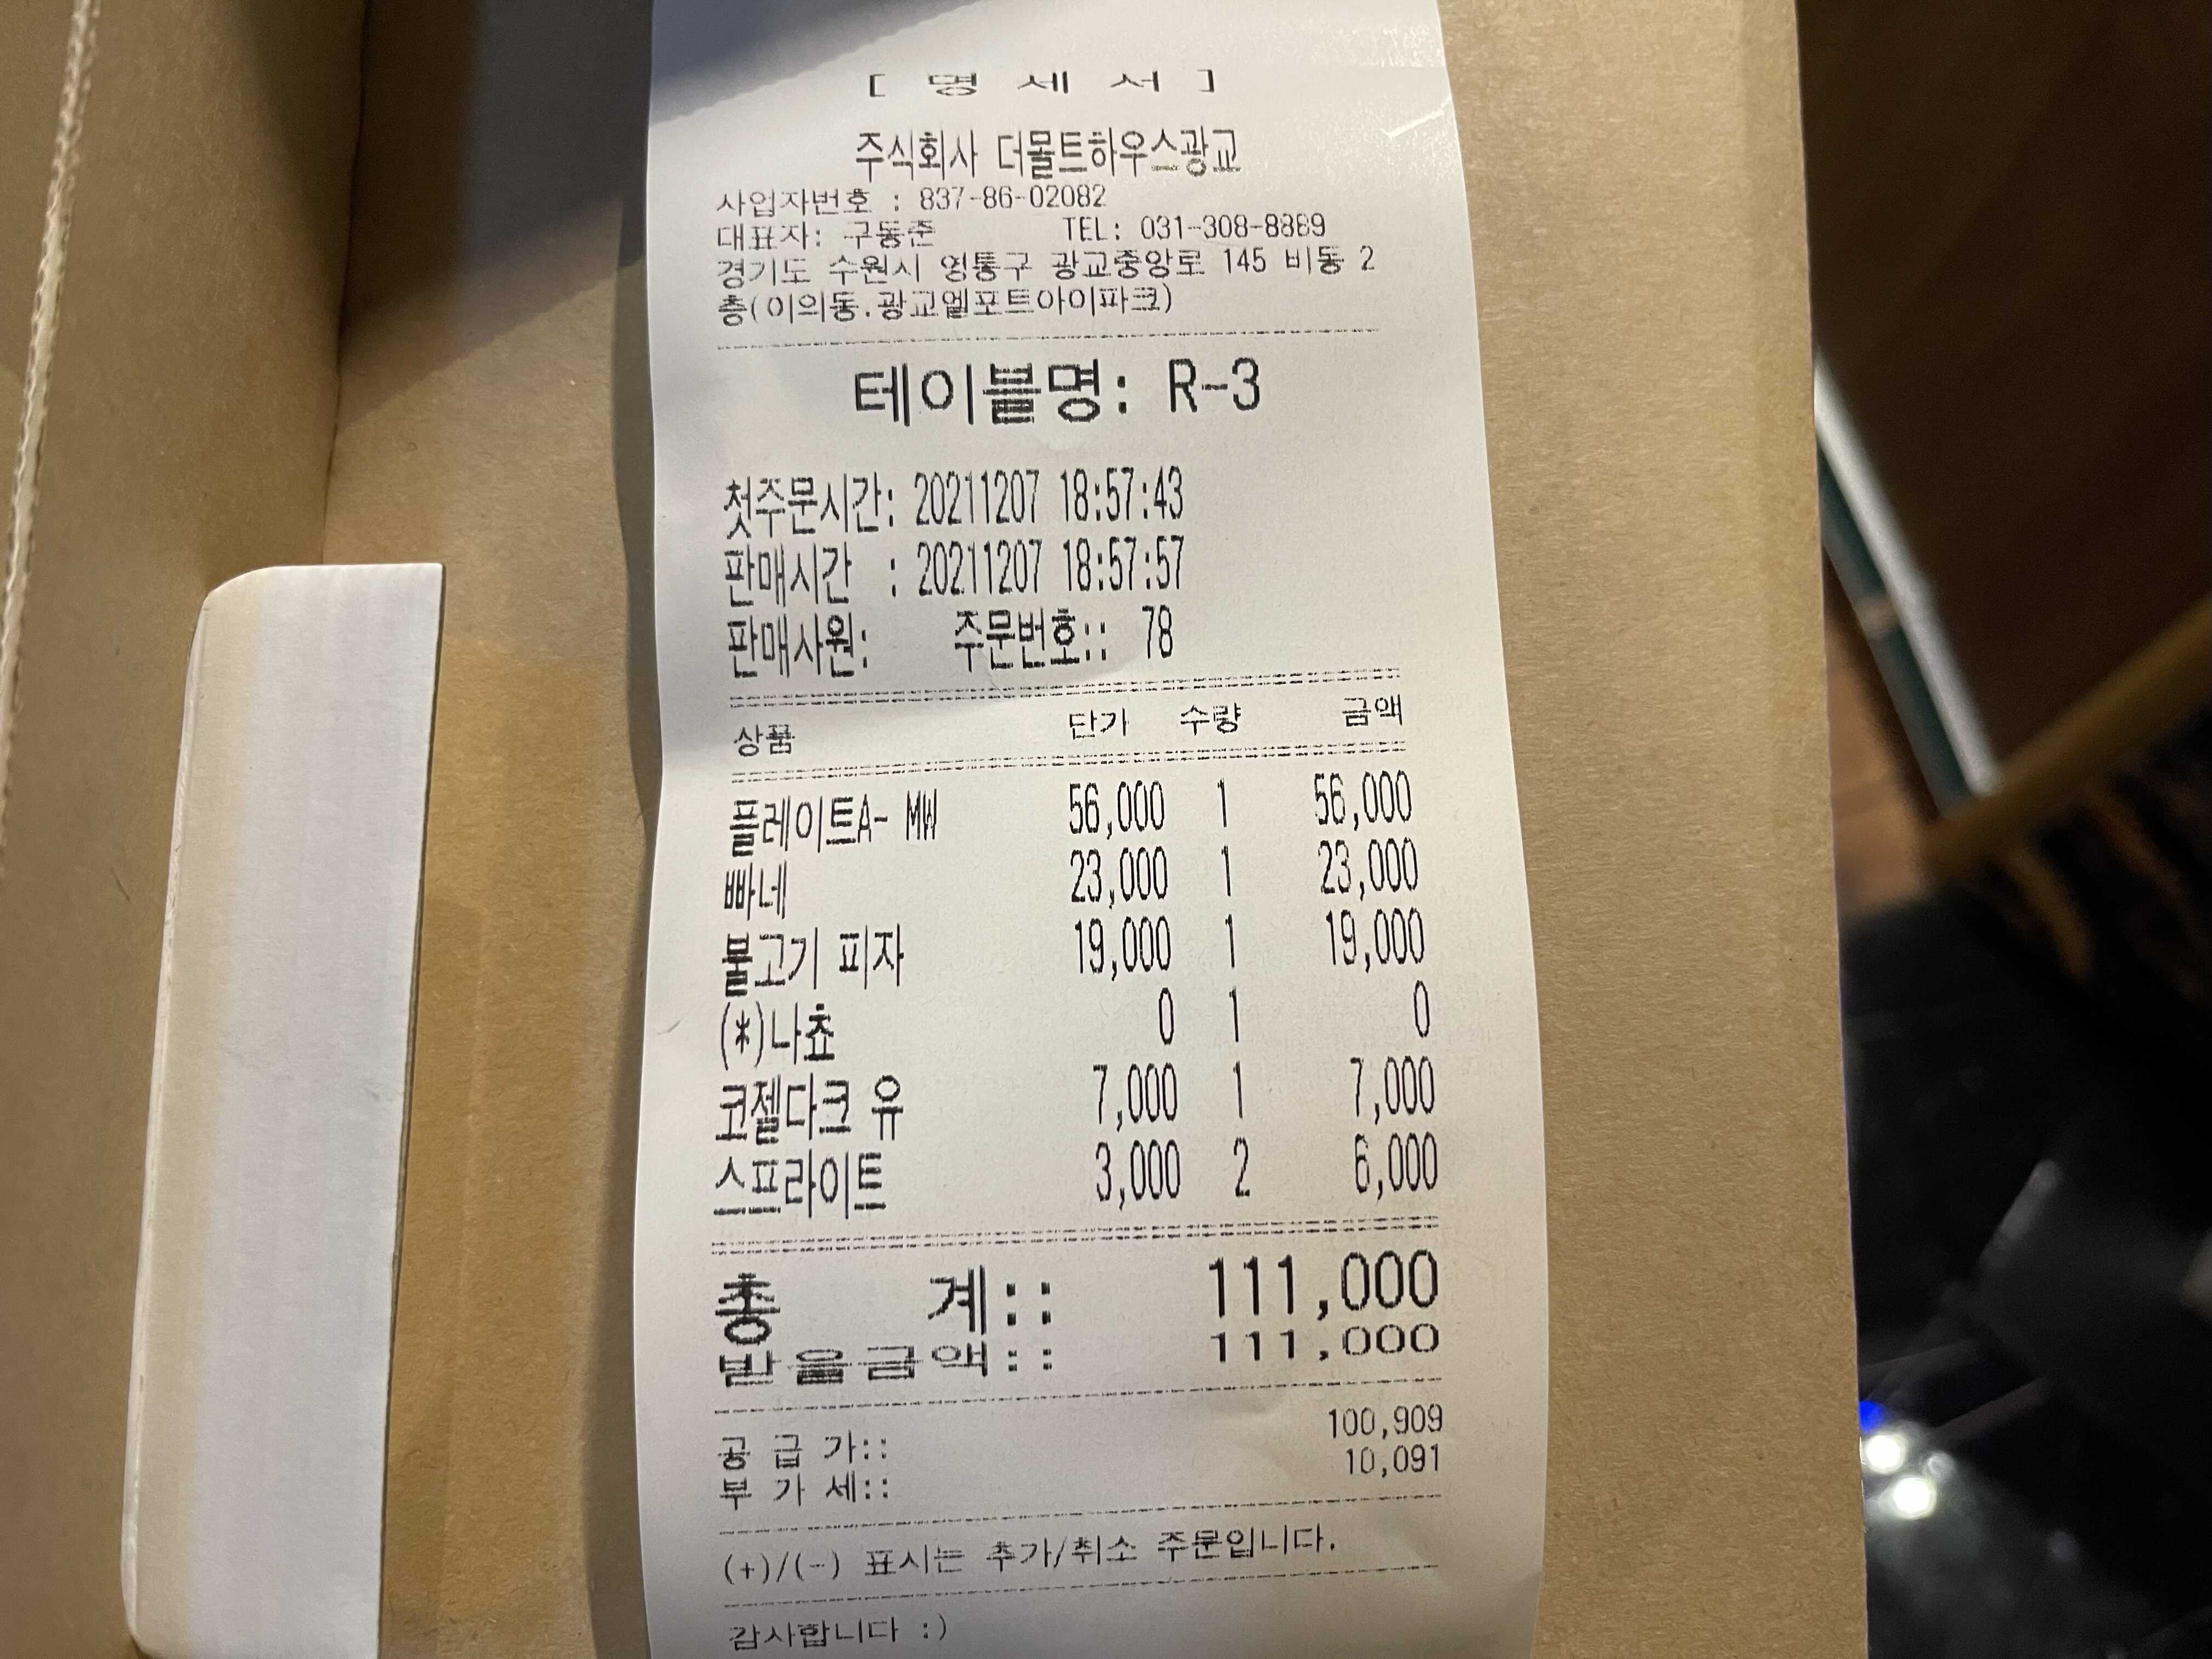 [ 명 세 서 ]
주식회사 더몰트하우스광교
사업자번호 : 837-86-02082
대표자: 구동준 TEL: 031-308-8889
경기도 수원시 영통구 광교중앙로 145 비동 2
층(이의동.광교엘포트아이파크)
테이블명: R-3
첫주문시간: 20211207 18:57:43
판매시간 : 20211207 18:57:57
판매사원: 주문번호:: 78
상품 단가 수량 금액
플레이트A- MW 56,000 1 56,000
빠네 23,000 1 23,000
불고기 피자 19,000 1 19,000
(*)나쵸 0 1 0
코젤다크 유 7,000 1 7,000
스프라이트 3,000 2 6,000
총 계:: 111,000
받을금액:: 111,000
공 급 가:: 100,909
부 가 세:: 10,091
(+)/(-) 표시는 추가/취소 주문입니다.
감사합니다 :)